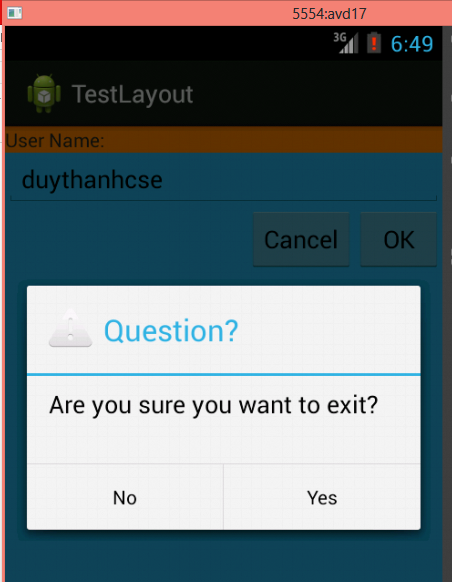 5554:avd17
3G 6:49
TestLayout
User Name:
duythanhcse
Cancel OK
Question?
Are you sure you want to exit?
No Yes